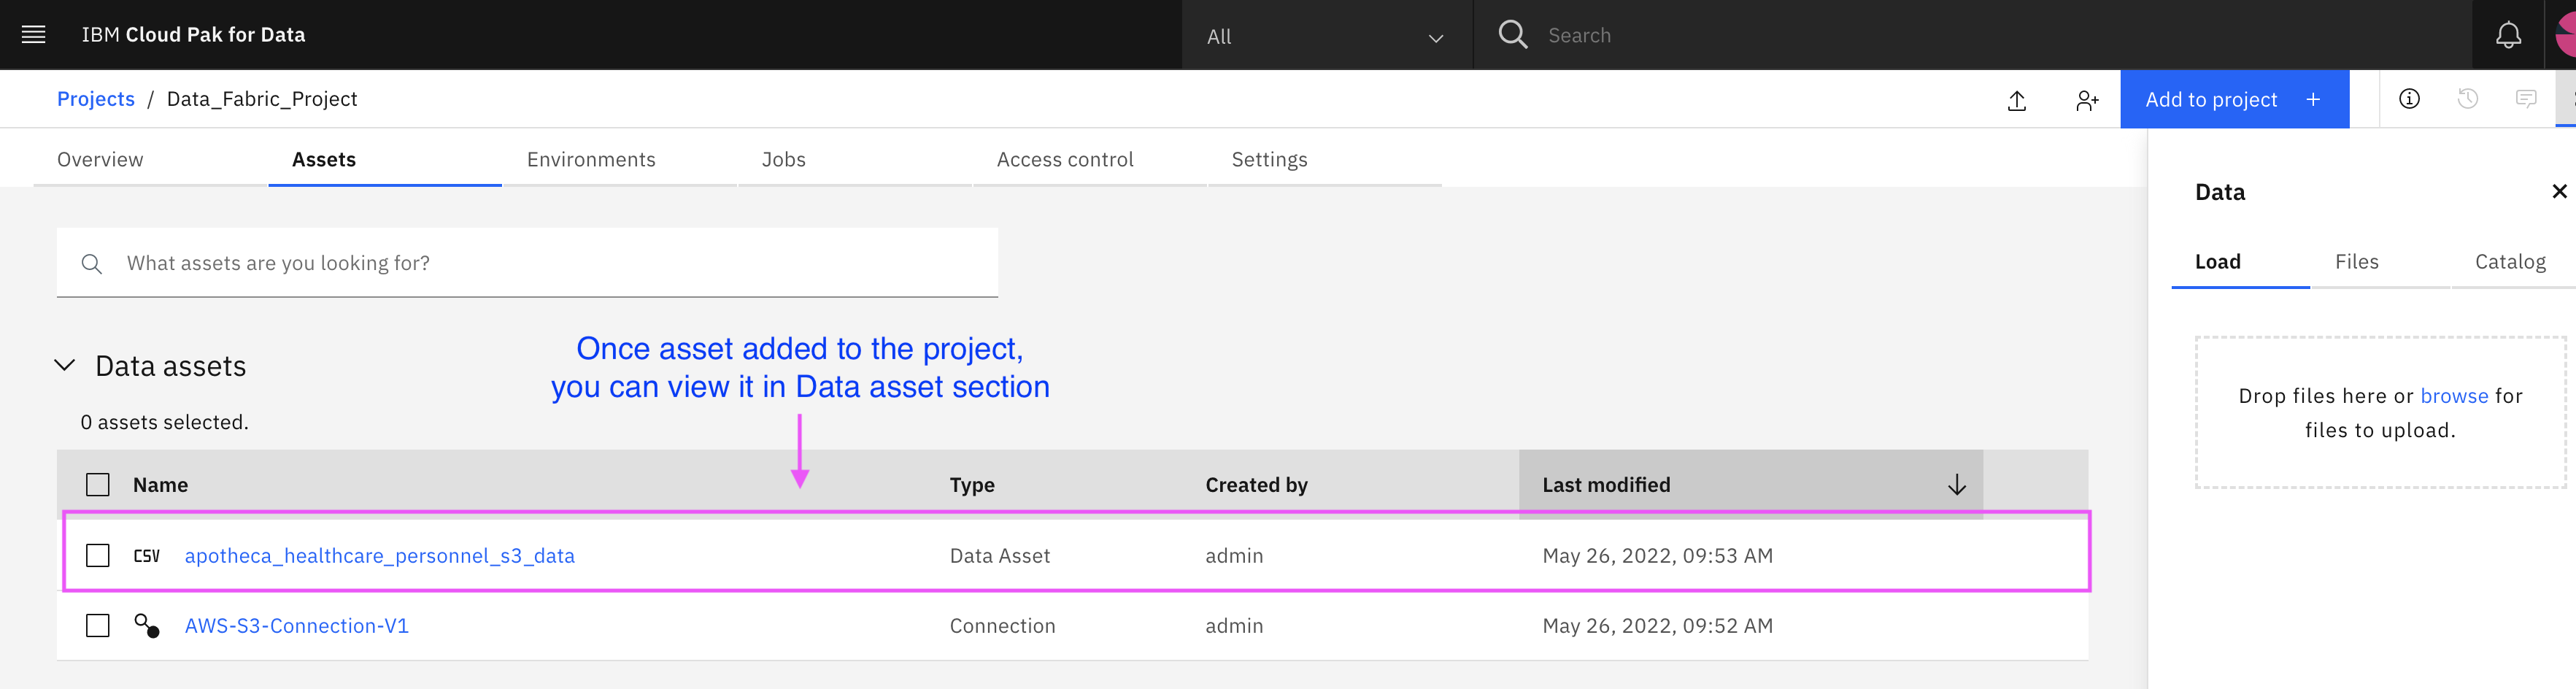 IBM Cloud Pak for Data
All
Search
Projects / Data_Fabric_Project
Add to project +
Overview
Assets
Environments
Jobs
Access control
Settings
What assets are you looking for?
Once asset added to the project,
you can view it in Data asset section
Data assets
0 assets selected.
Name Type Created by Last modified
CSV apotheca_healthcare_personnel_s3_data Data Asset admin May 26, 2022, 09:53 AM
AWS-S3-Connection-V1 Connection admin May 26, 2022, 09:52 AM
Data
Load Files Catalog
Drop files here or browse for
files to upload.